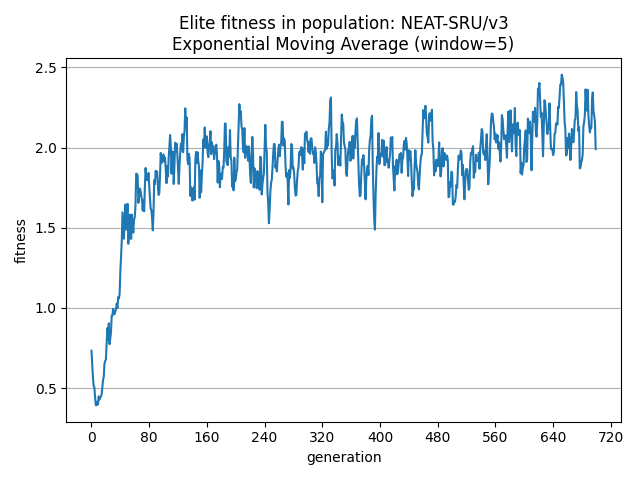 Elite fitness in population: NEAT-SRU/v3
Exponential Moving Average (window=5)
2.5
2.0
1.5
1.0
0.5
fitness
0 80 160 240 320 400 480 560 640 720
generation